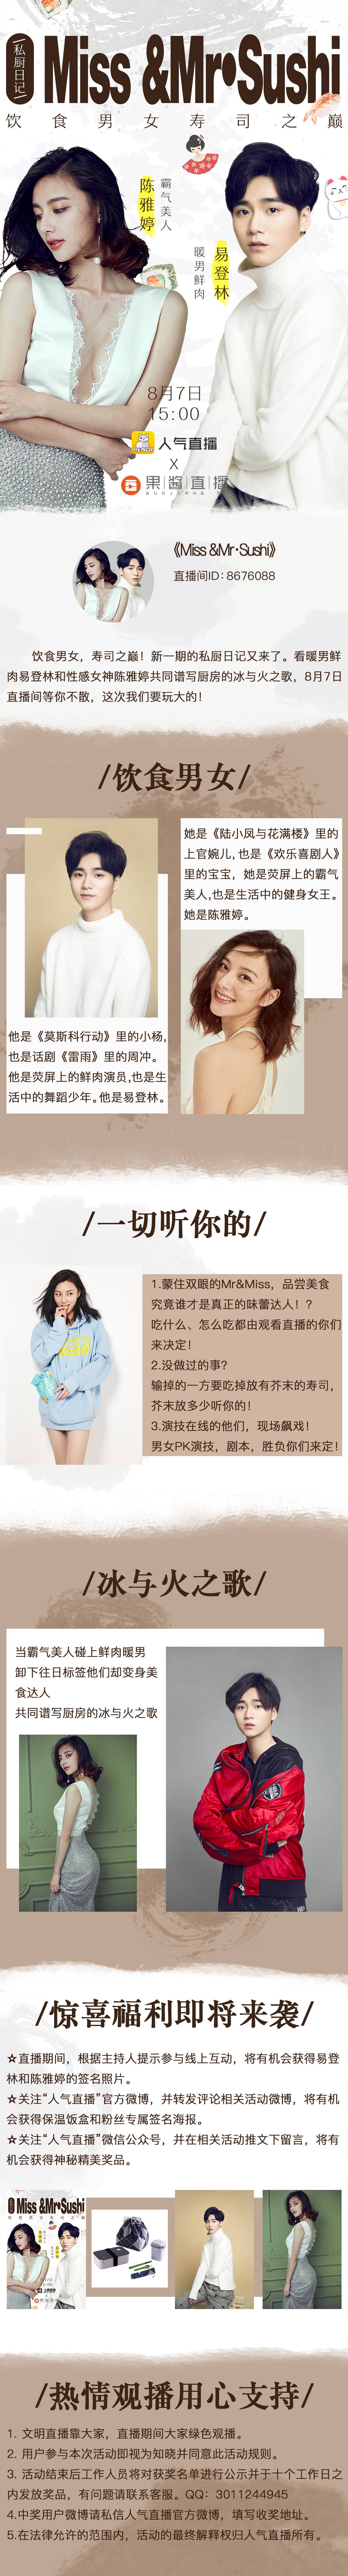 私厨日记
Miss &Mr•Sushi
饮食男女寿司之巅
霸气美人
陈雅婷
易登林
暖男鲜肉
8月7日
15:00
人气直播
X
果酱直播
GUOJIANG.TV
《Miss &Mr•Sushi》
直播间ID：8676088
饮食男女，寿司之巅！新一期的私厨日记又来了。看暖男鲜
肉易登林和性感女神陈雅婷共同谱写厨房的冰与火之歌，8月7日
直播间等你不散，这次我们要玩大的！
/饮食男女/
她是《陆小凤与花满楼》里的
上官婉儿，也是《欢乐喜剧人》
里的宝宝，她是荧屏上的霸气
美人，也是生活中的健身女王。
她是陈雅婷。
他是《莫斯科行动》里的小杨，
也是话剧《雷雨》里的周冲。
他是荧屏上的鲜肉演员，也是生
活中的舞蹈少年。他是易登林。
/一切听你的/
1.蒙住双眼的Mr&Miss，品尝美食
究竟谁才是真正的味蕾达人！？
吃什么、怎么吃都由观看直播的你们
来决定！
2.没做过的事？
输掉的一方要吃掉放有芥末的寿司，
芥末放多少听你的！
3.演技在线的他们，现场飙戏！
男女PK演技，剧本，胜负你们来定！
/冰与火之歌/
当霸气美人碰上鲜肉暖男
卸下往日标签他们却变身美
食达人
共同谱写厨房的冰与火之歌
/惊喜福利即将来袭/
☆直播期间，根据主持人提示参与线上互动，将有机会获得易登
林和陈雅婷的签名照片。
☆关注“人气直播”官方微博，并转发评论相关活动微博，将有机
会获得保温饭盒和粉丝专属签名海报。
☆关注“人气直播”微信公众号，并在相关活动推文下留言，将有
机会获得神秘精美奖品。
Miss &Mr•Sushi
/热情观播用心支持/
1. 文明直播靠大家，直播期间大家绿色观播。
2. 用户参与本次活动即视为知晓并同意此活动规则。
3. 活动结束后工作人员将对获奖名单进行公示并于十个工作日之
内发放奖品，有问题请联系客服。QQ：3011244945
4.中奖用户微博请私信人气直播官方微博，填写收奖地址。
5.在法律允许的范围内，活动的最终解释权归人气直播所有。